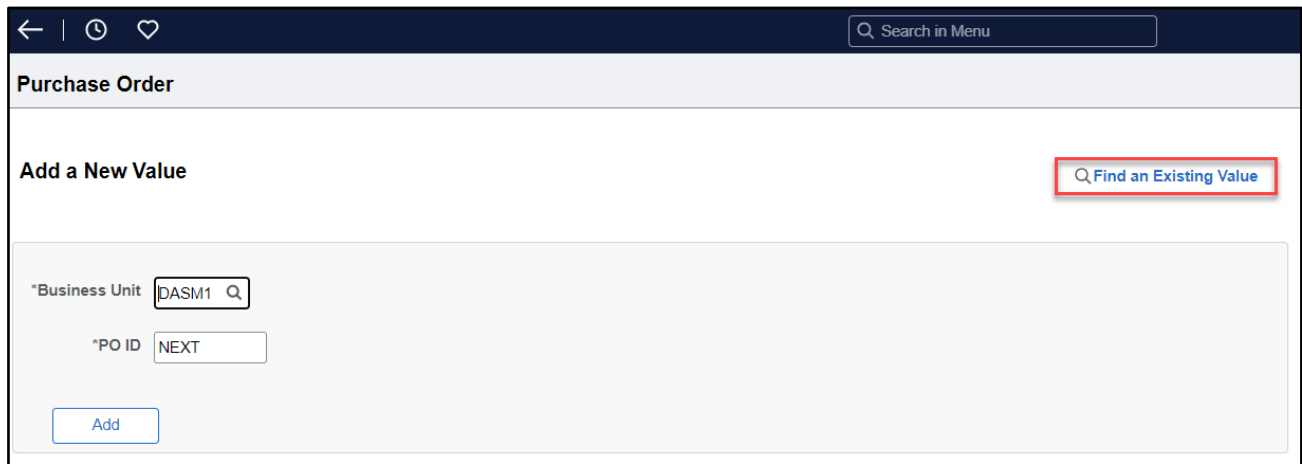 Search in Menu
Purchase Order
Add a New Value
Find an Existing Value
*Business Unit DASM1
*PO ID NEXT
Add